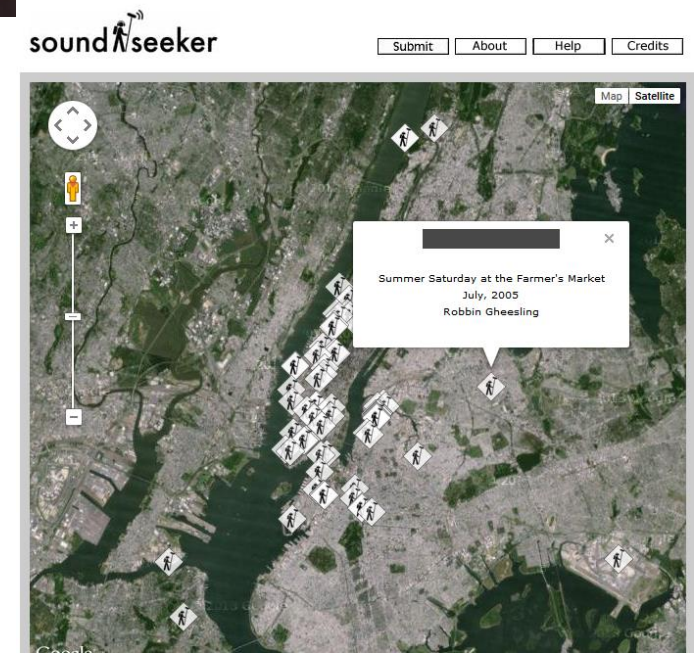 sound seeker
Submit About Help Credits
Map Satellite
Summer Saturday at the Farmer's Market
July, 2005
Robbin Gheesling
Google